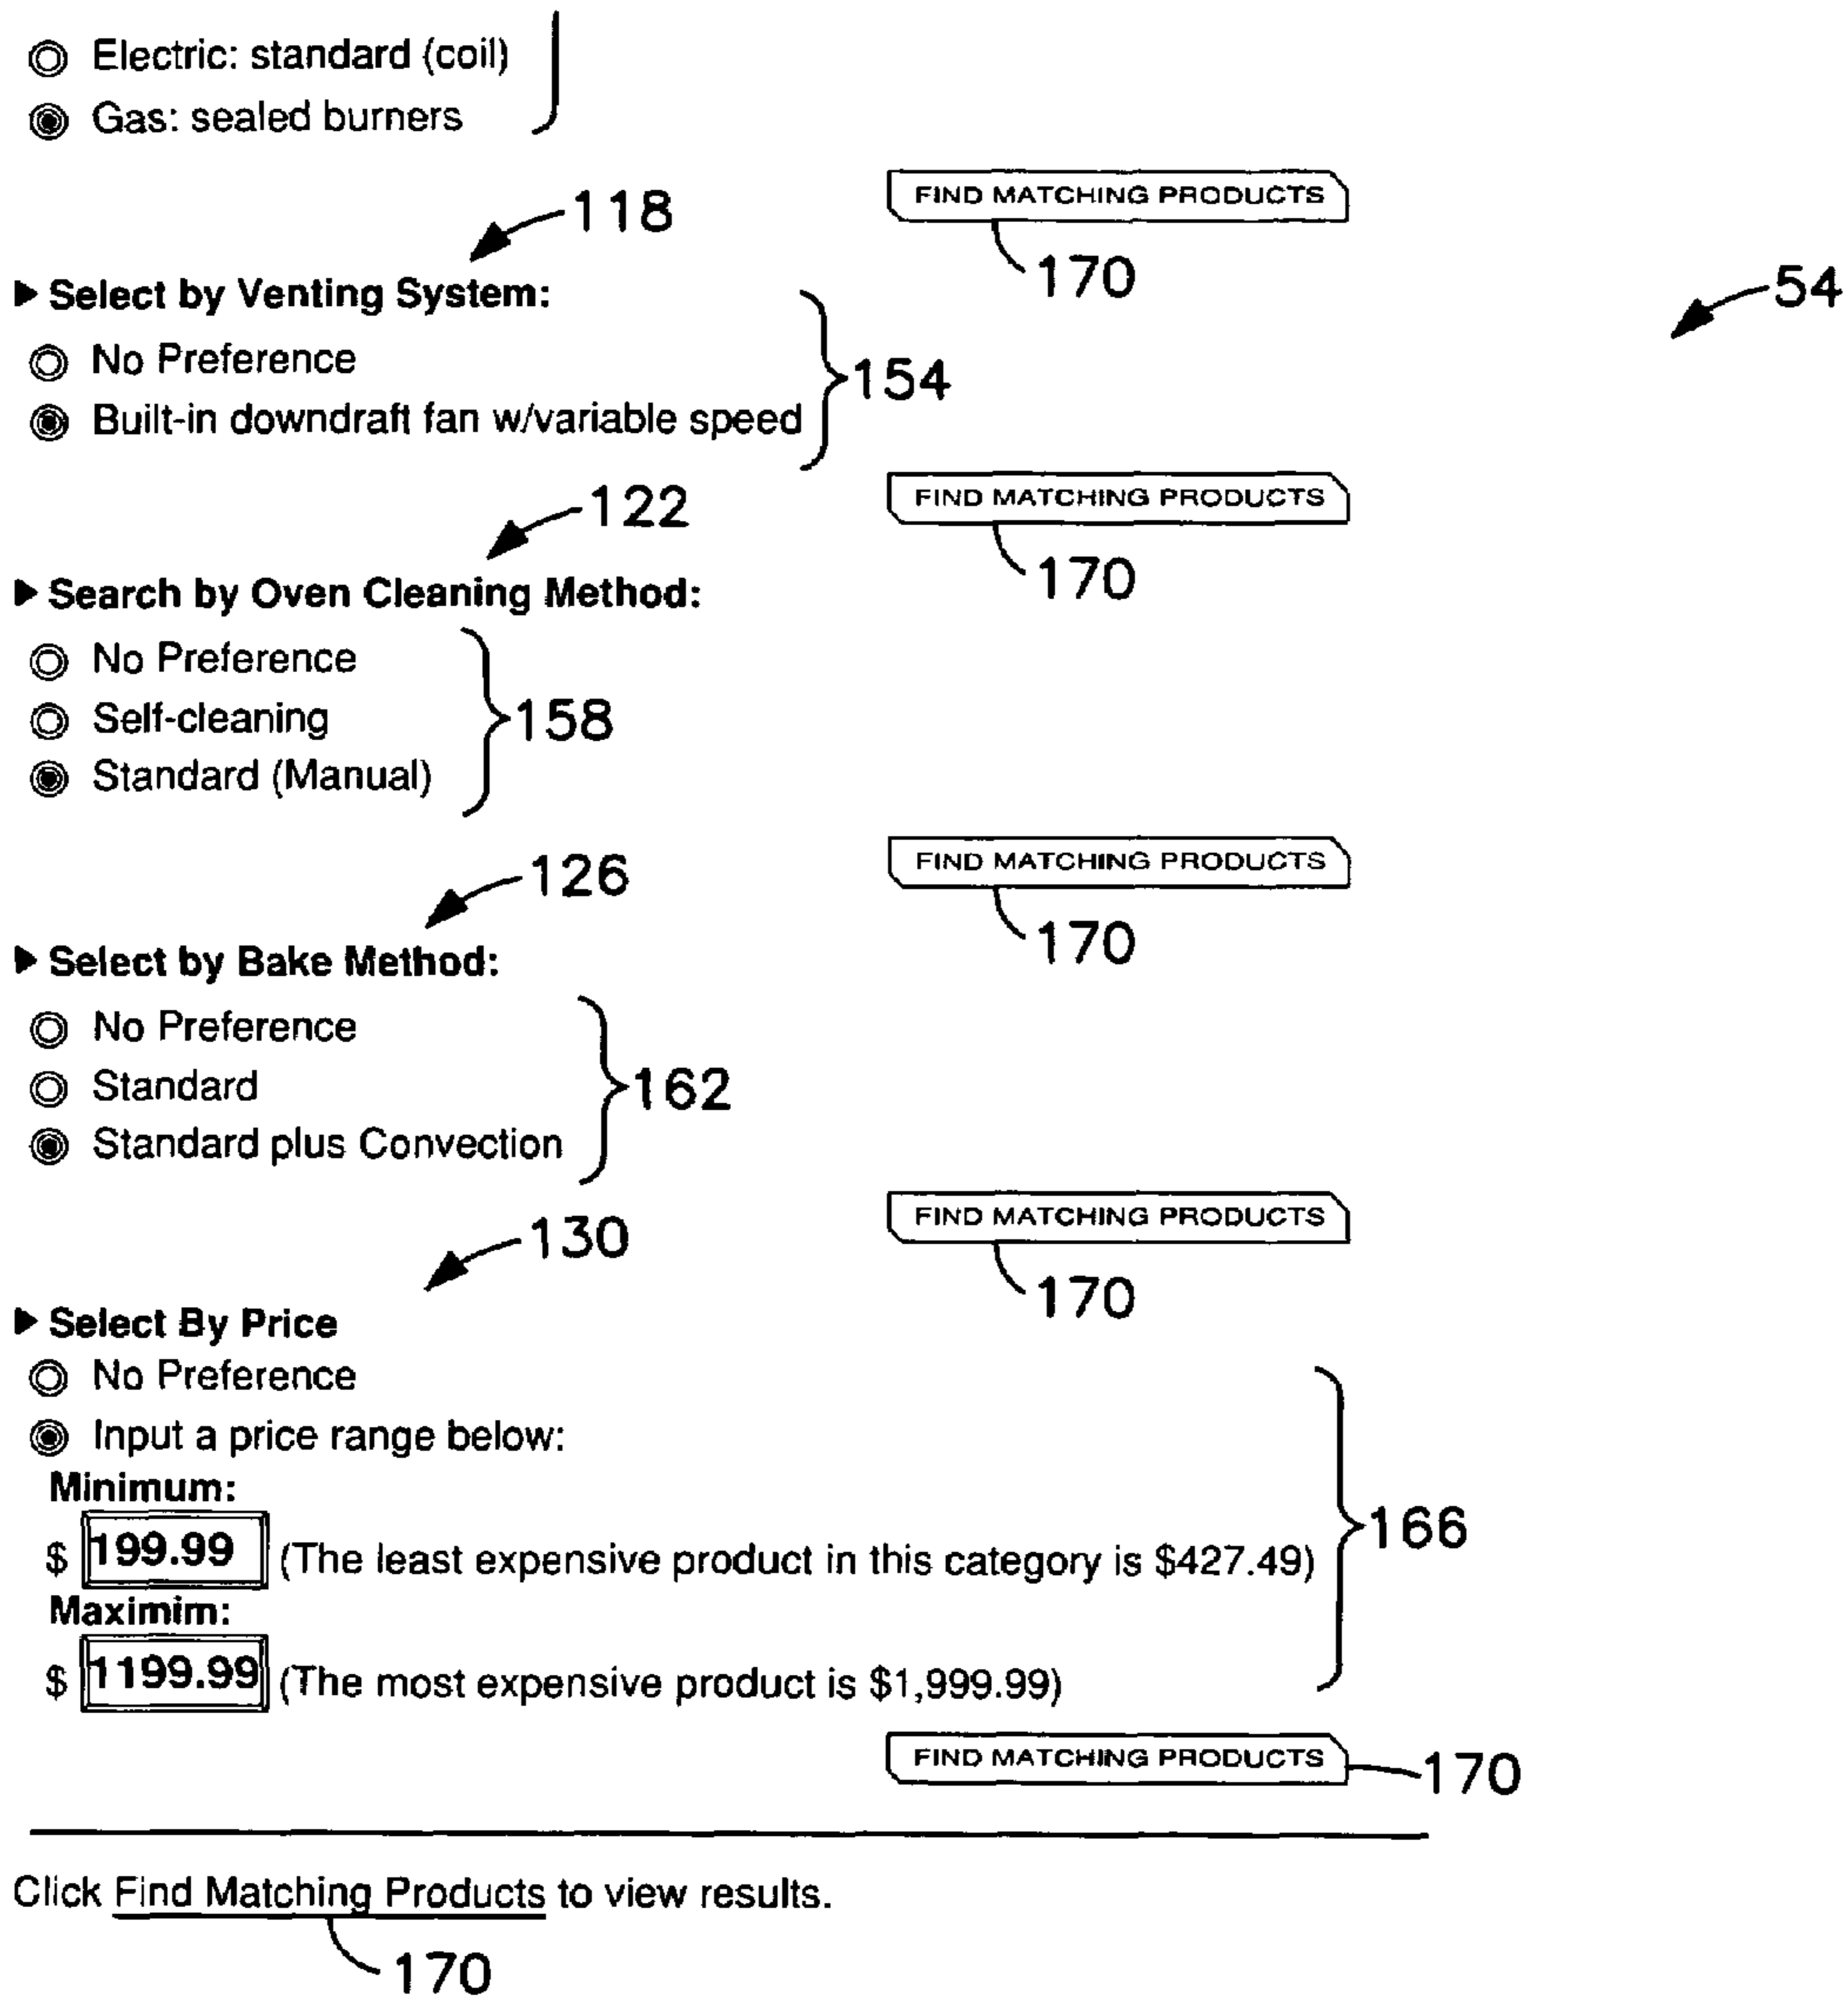 Electric: standard (coil)
Gas: sealed burners
FIND MATCHING PRODUCTS
118
170
54
▶ Select by Venting System:
No Preference
154
Built-in downdraft fan w/variable speed
FIND MATCHING PRODUCTS
122
170
▶ Search by Oven Cleaning Method:
No Preference
Self-cleaning
158
Standard (Manual)
FIND MATCHING PRODUCTS
126
170
▶ Select by Bake Method:
No Preference
Standard
162
Standard plus Convection
FIND MATCHING PRODUCTS
130
170
▶ Select By Price
No Preference
Input a price range below:
Minimum:
166
$ 199.99 (The least expensive product in this category is $427.49)
Maximim:
$ 1199.99 (The most expensive product is $1,999.99)
FIND MATCHING PRODUCTS 170
Click Find Matching Products to view results.
170